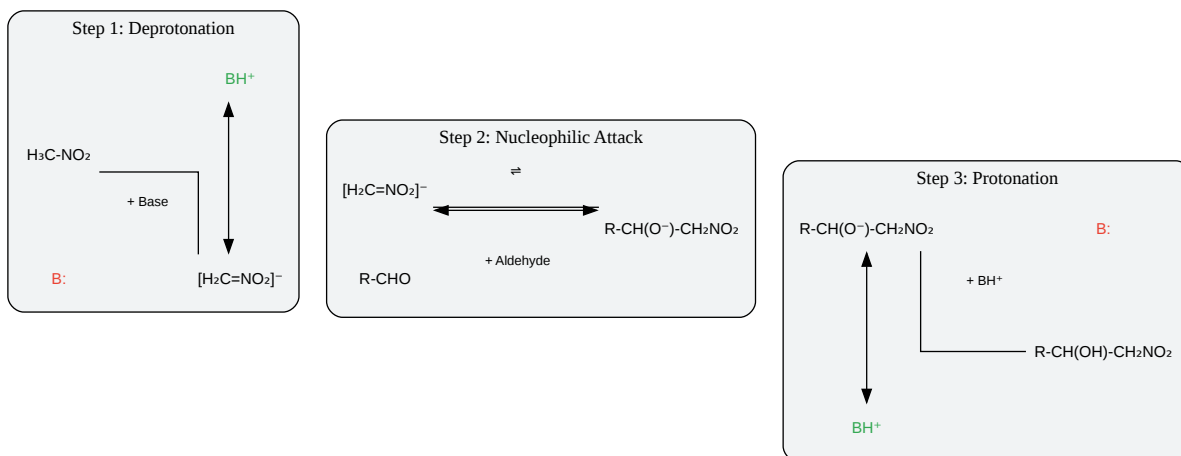 Step 1: Deprotonation
BH⁺
H₃C-NO₂
+ Base
B:
[H₂C=NO₂]⁻
Step 2: Nucleophilic Attack
⇌
[H₂C=NO₂]⁻
R-CH(O⁻)-CH₂NO₂
+ Aldehyde
R-CHO
Step 3: Protonation
R-CH(O⁻)-CH₂NO₂
B:
+ BH⁺
R-CH(OH)-CH₂NO₂
BH⁺